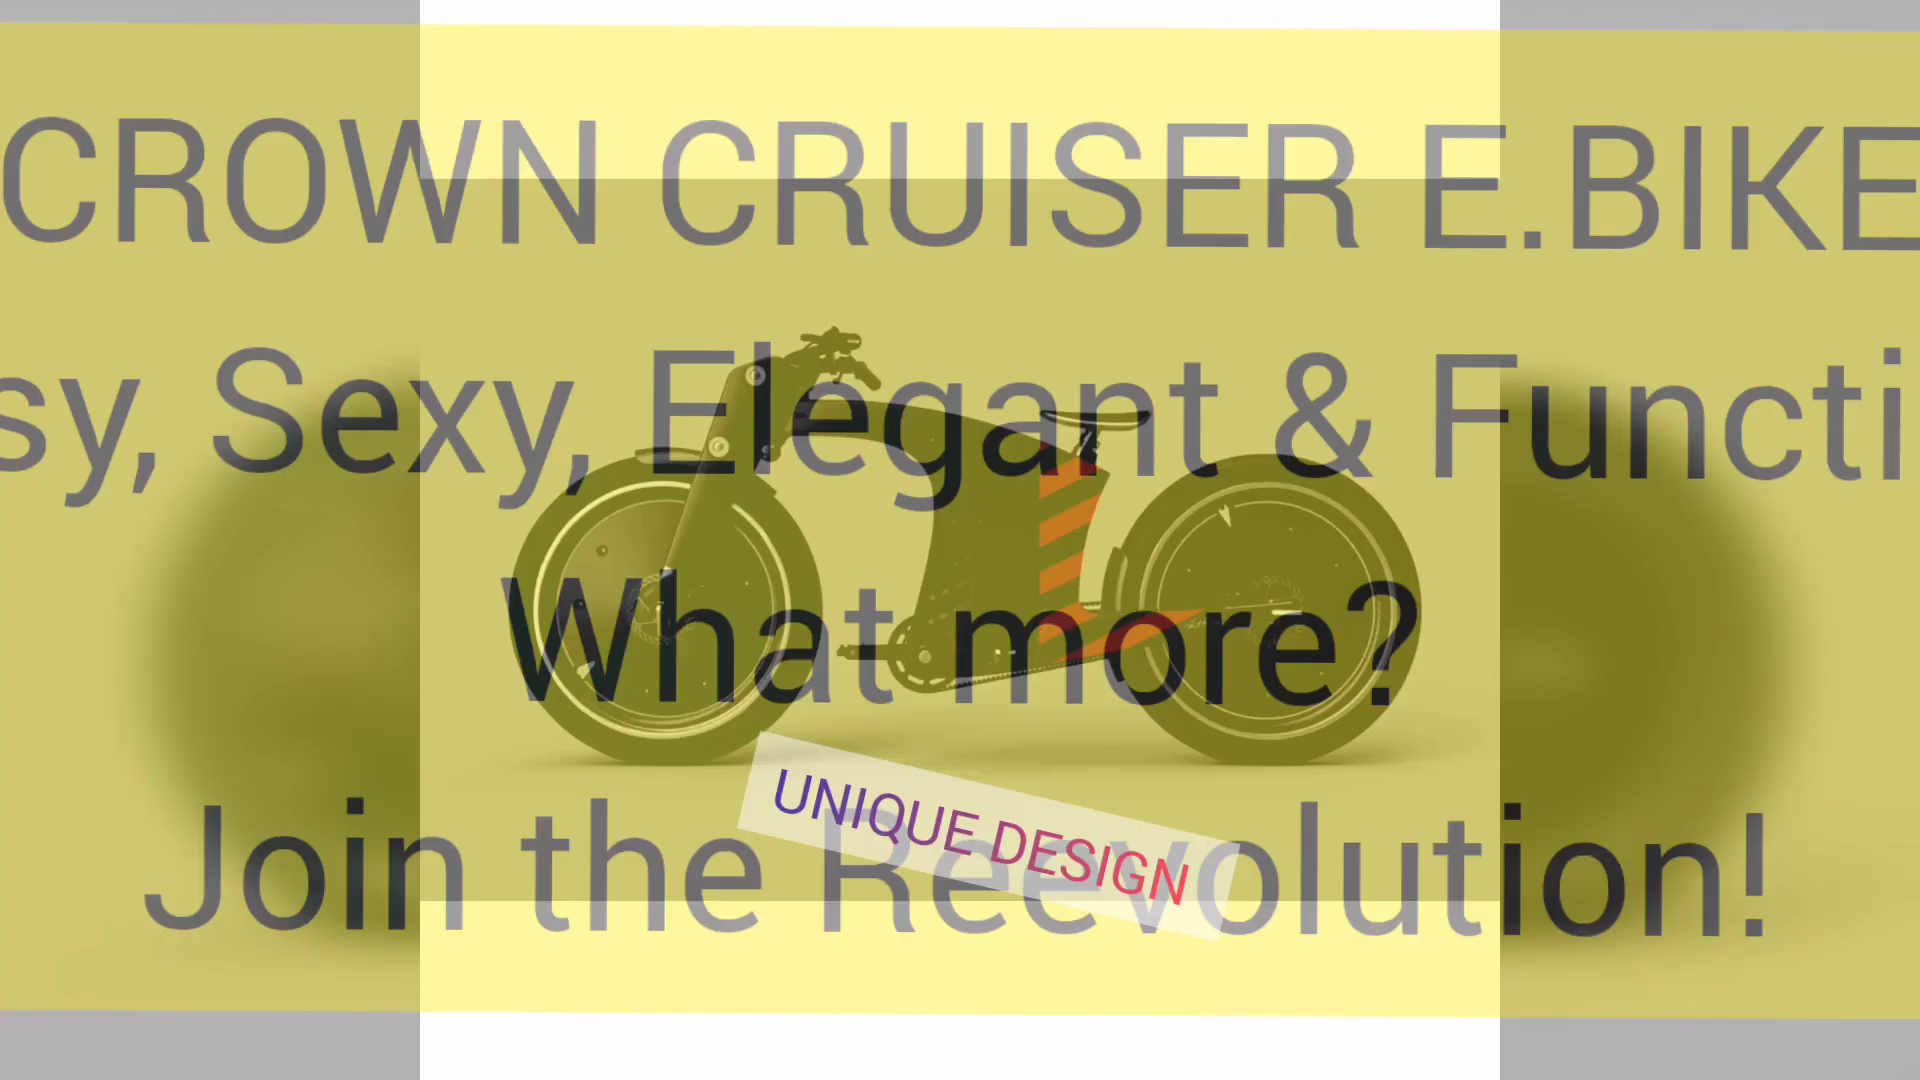 CROWN CRUISER E.BIKE
sy, Sexy, Elegant & Functi
What more?
Join the Reevolution!
UNIQUE DESIGN